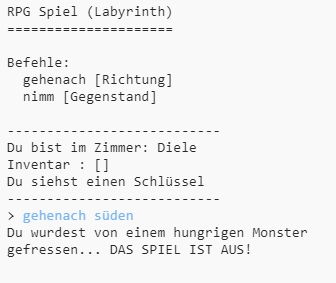 RPG Spiel (Labyrinth)
=====================
Befehle:
gehenach [Richtung]
nimm [Gegenstand]
---------------------------
Du bist im Zimmer: Diele
Inventar : []
Du siehst einen Schlüssel
---------------------------
> gehenach süden
Du wurdest von einem hungrigen Monster
gefressen... DAS SPIEL IST AUS!